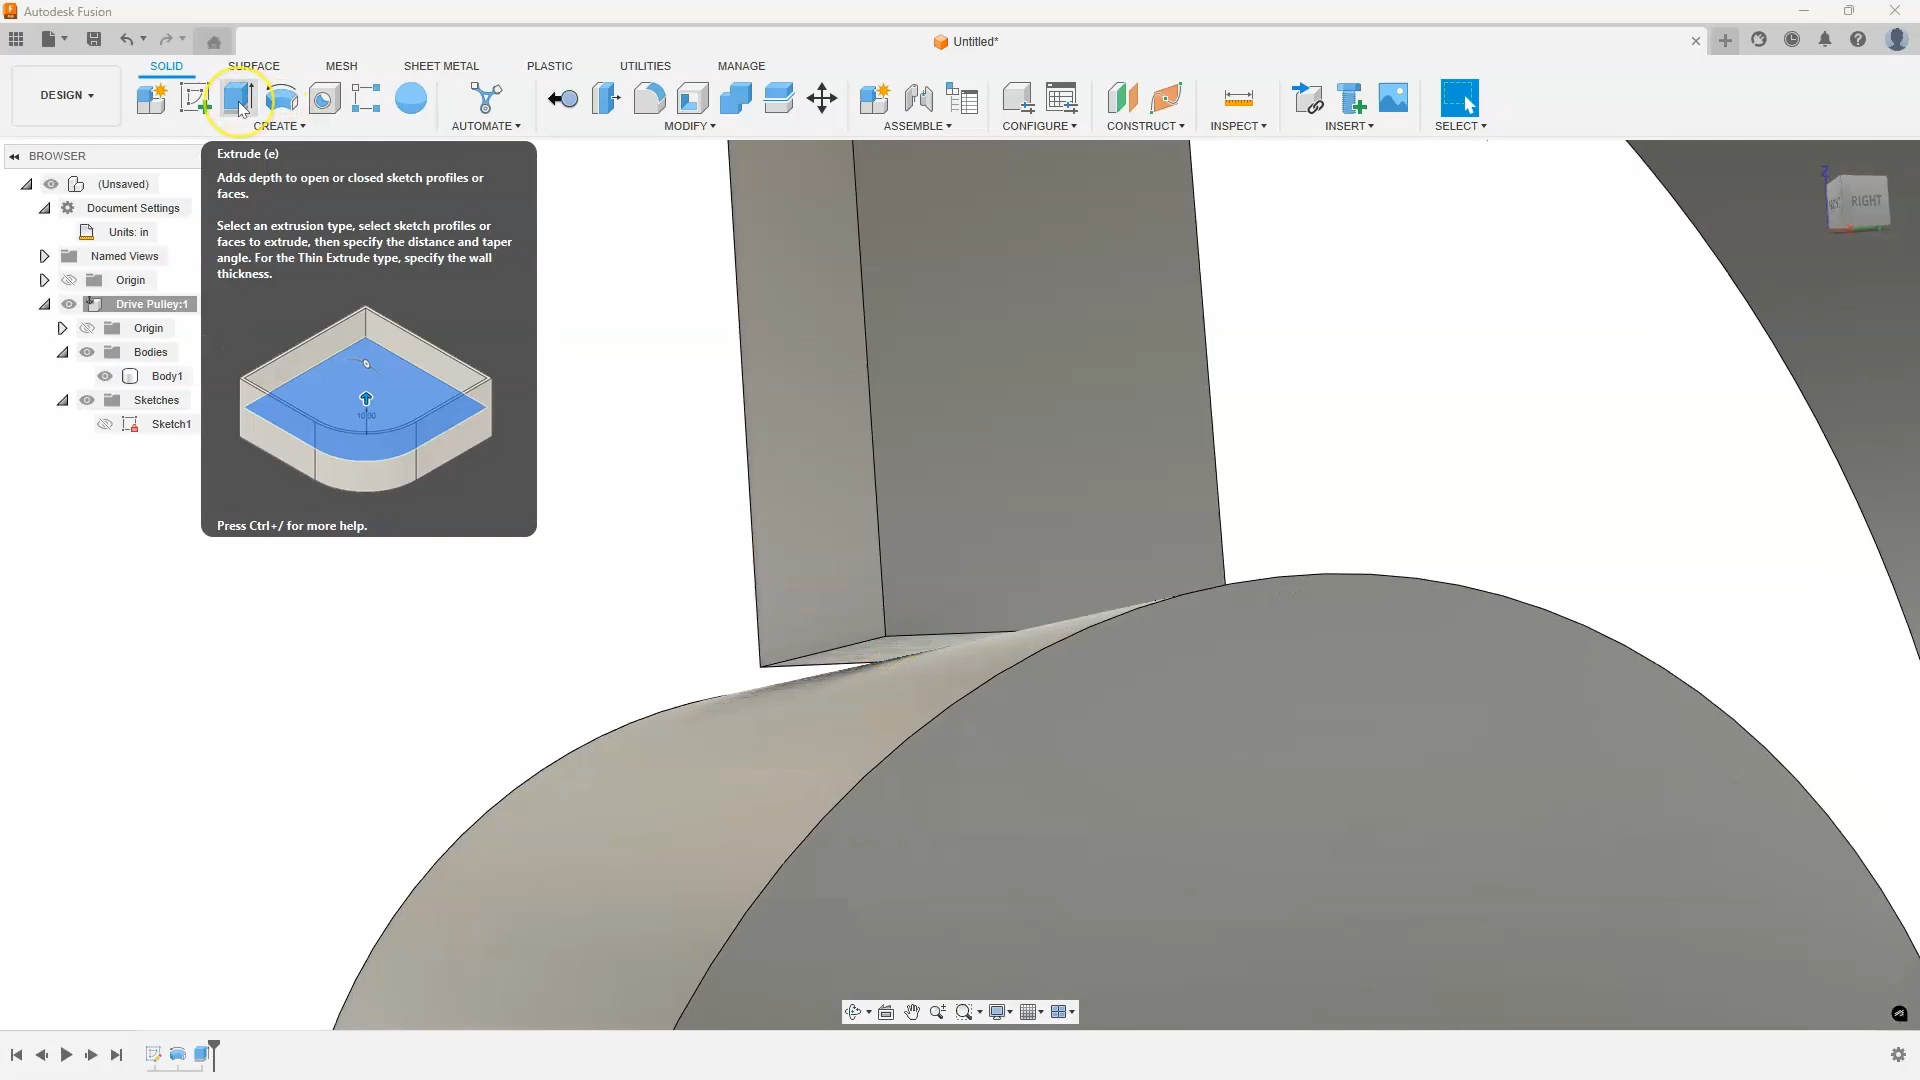 Autodesk Fusion
Untitled*
DESIGN
SOLID
SURFACE
MESH
SHEET METAL
PLASTIC
UTILITIES
MANAGE
CREATE
AUTOMATE
MODIFY
ASSEMBLE
CONFIGURE
CONSTRUCT
INSPECT
INSERT
SELECT
BROWSER
(Unsaved)
Document Settings
Units: in
Named Views
Origin
Drive Pulley:1
Origin
Bodies
Body1
Sketches
Sketch1
Extrude (e)
Adds depth to open or closed sketch profiles or
faces.
Select an extrusion type, select sketch profiles or
faces to extrude, then specify the distance and taper
angle. For the Thin Extrude type, specify the wall
thickness.
10.00
Press Ctrl+/ for more help.
Z
RIGHT